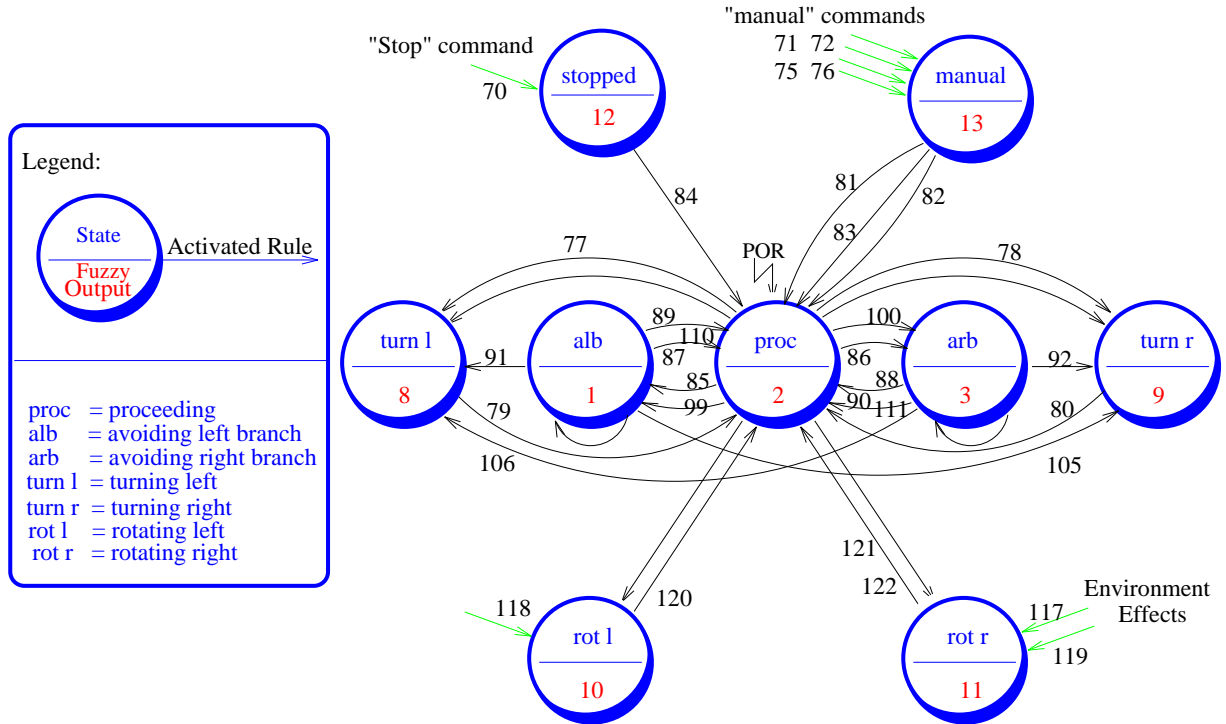 "Stop" command
70
stopped
12
"manual" commands
71 72
75 76
manual
13
Legend:
State
Fuzzy
Output
Activated Rule
proc = proceeding
alb = avoiding left branch
arb = avoiding right branch
turn l = turning left
turn r = turning right
rot l = rotating left
rot r = rotating right
84
81
82
83
77
POR
78
turn l
8
91
alb
1
89
110
87
85
99
proc
2
100
86
88
90
111
arb
3
92
turn r
9
79
80
106
105
121
122
120
118
rot l
10
rot r
11
117
119
Environment
Effects